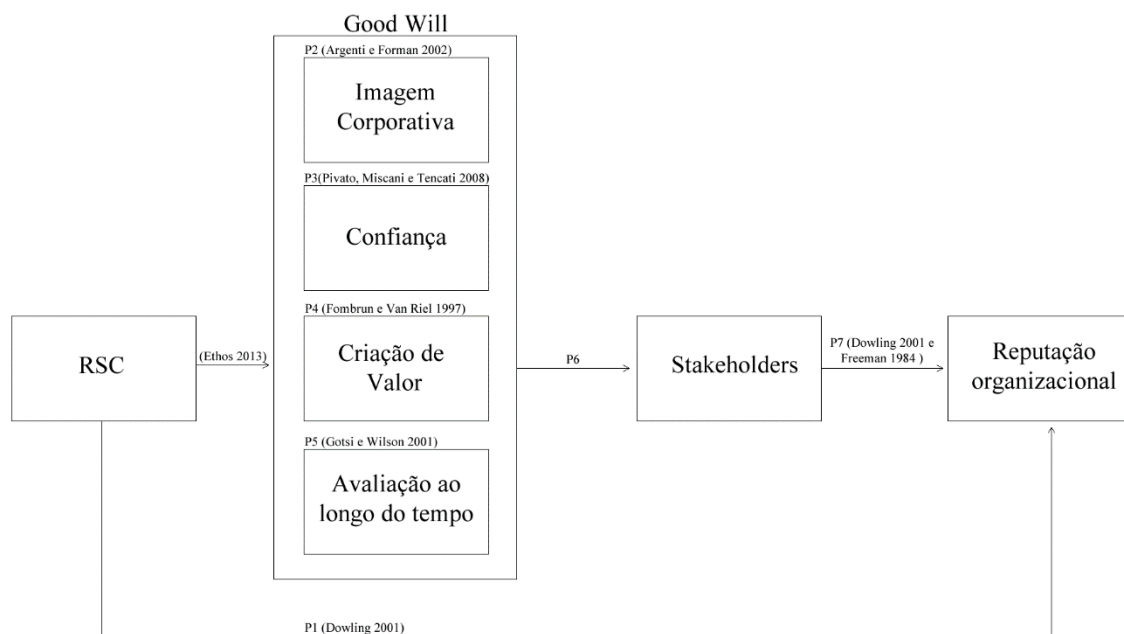 Good Will
P2 (Argenti e Forman 2002)
Imagem
Corporativa
P3(Pivato, Miscani e Tencati 2008)
Confiança
P4 (Fombrun e Van Riel 1997)
Criação de
Valor
P5 (Gotsi e Wilson 2001)
Avaliação ao
longo do tempo
RSC
(Ethos 2013)
P6
Stakeholders
P7 (Dowling 2001 e
Freeman 1984 )
Reputação
organizacional
P1 (Dowling 2001)